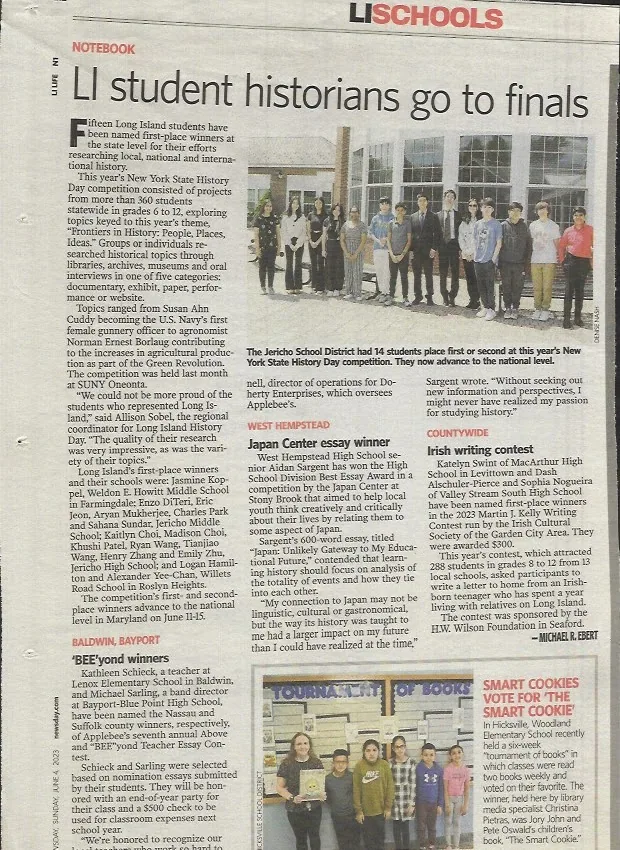 LISCHOOLS
NOTEBOOK
LI LIFE N1
LI student historians go to finals
Fifteen Long Island students have
been named first-place winners at
the state level for their efforts
researching local, national and interna-
tional history.
This year's New York State History
Day competition consisted of projects
from more than 360 students
statewide in grades 6 to 12, exploring
topics keyed to this year's theme,
"Frontiers in History: People, Places,
Ideas." Groups or individuals re-
searched historical topics through
libraries, archives, museums and oral
interviews in one of five categories:
documentary, exhibit, paper, perfor-
mance or website.
Topics ranged from Susan Ahn
Cuddy becoming the U.S. Navy's first
female gunnery officer to agronomist
Norman Ernest Borlaug contributing
to the increases in agricultural produc-
tion as part of the Green Revolution.
The competition was held last month
at SUNY Oneonta.
"We could not be more proud of the
students who represented Long Is-
land," said Allison Sobel, the regional
coordinator for Long Island History
Day. "The quality of their research
was very impressive, as was the vari-
ety of their topics."
Long Island's first-place winners
and their schools were: Jasmine Kop-
pel, Weldon E. Howitt Middle School
in Farmingdale; Enzo DiTeri, Eric
Jeon, Aryan Mukherjee, Charles Park
and Sahana Sundar, Jericho Middle
School; Kaitlyn Choi, Madison Choi,
Khushi Patel, Ryan Wang, Tianjiao
Wang, Henry Zhang and Emily Zhu,
Jericho High School; and Logan Hamil-
ton and Alexander Yee-Chan, Willets
Road School in Roslyn Heights.
The competition's first- and second-
place winners advance to the national
level in Maryland on June 11-15.
BALDWIN, BAYPORT
'BEE'yond winners
Kathleen Schieck, a teacher at
Lenox Elementary School in Baldwin,
and Michael Sarling, a band director
at Bayport-Blue Point High School,
have been named the Nassau and
Suffolk county winners, respectively,
of Applebee's seventh annual Above
and "BEE"yond Teacher Essay Con-
test.
Schieck and Sarling were selected
based on nomination essays submitted
by their students. They will be hon-
ored with an end-of-year party for
their class and a $500 check to be
used for classroom expenses next
school year.
"We're honored to recognize our
DENISE NASH
The Jericho School District had 14 students place first or second at this year's New
York State History Day competition. They now advance to the national level.
nell, director of operations for Do-
herty Enterprises, which oversees
Applebee's.
WEST HEMPSTEAD
Japan Center essay winner
West Hempstead High School se-
nior Aidan Sargent has won the High
School Division Best Essay Award in a
competition by the Japan Center at
Stony Brook that aimed to help local
youth think creatively and critically
about their lives by relating them to
some aspect of Japan.
Sargent's 600-word essay, titled
"Japan: Unlikely Gateway to My Educa-
tional Future," contended that learn-
ing history should focus on analysis of
the totality of events and how they tie
into each other.
"My connection to Japan may not be
linguistic, cultural or gastronomical,
but the way its history was taught to
me had a larger impact on my future
than I could have realized at the time,"
Sargent wrote. "Without seeking out
new information and perspectives, I
might never have realized my passion
for studying history."
COUNTYWIDE
Irish writing contest
Katelyn Swint of MacArthur High
School in Levittown and Dash
Alschuler-Pierce and Sophia Nogueira
of Valley Stream South High School
have been named first-place winners
in the 2023 Martin J. Kelly Writing
Contest run by the Irish Cultural
Society of the Garden City Area. They
were awarded $300.
This year's contest, which attracted
288 students in grades 8 to 12 from 13
local schools, asked participants to
write a letter to home from an Irish-
born teenager who has spent a year
living with relatives on Long Island.
The contest was sponsored by the
H.W. Wilson Foundation in Seaford.
— MICHAEL R. EBERT
TOURNAMENT OF BOOKS
NIKE
SCHOOL DISTRICT
SMART COOKIES
VOTE FOR 'THE
SMART COOKIE'
In Hicksville, Woodland
Elementary School recently
held a six-week
"tournament of books" in
which classes were read
two books weekly and
voted on their favorite. The
winner, held here by library
media specialist Christina
Pietras, was Jory John and
Pete Oswald's children's
book, "The Smart Cookie."
SUNDAY, JUNE 4, 2023 newsday.com